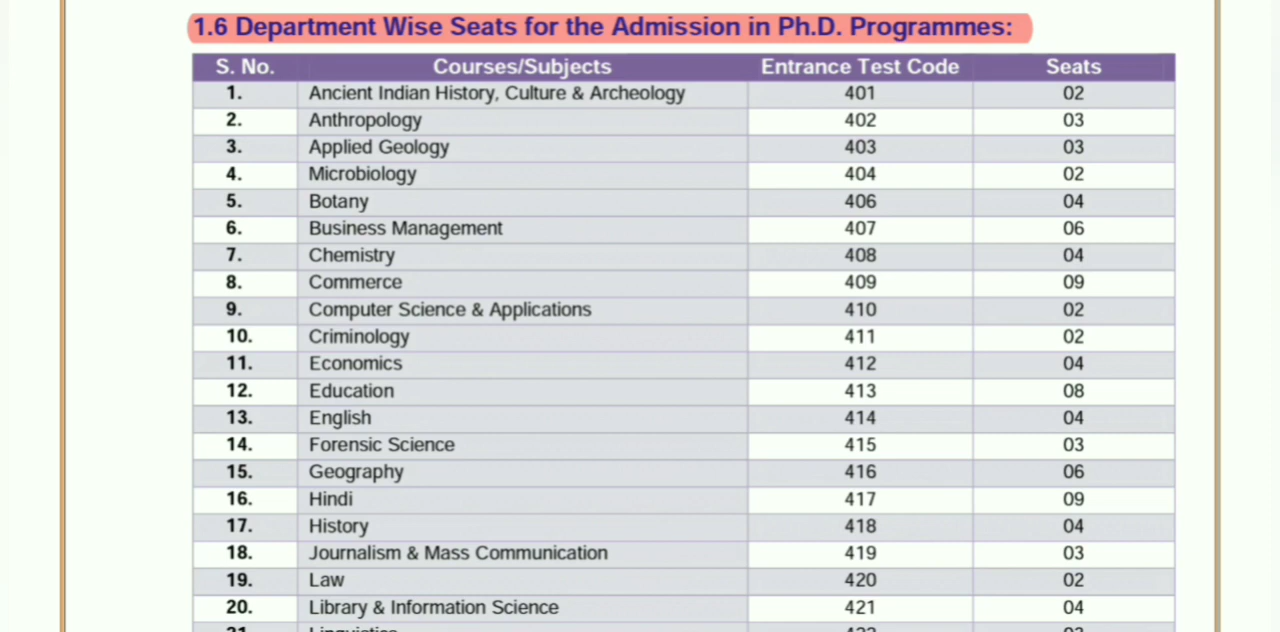 1.6 Department Wise Seats for the Admission in Ph.D. Programmes:
S. No. Courses/Subjects Entrance Test Code Seats
1. Ancient Indian History, Culture & Archeology 401 02
2. Anthropology 402 03
3. Applied Geology 403 03
4. Microbiology 404 02
5. Botany 406 04
6. Business Management 407 06
7. Chemistry 408 04
8. Commerce 409 09
9. Computer Science & Applications 410 02
10. Criminology 411 02
11. Economics 412 04
12. Education 413 08
13. English 414 04
14. Forensic Science 415 03
15. Geography 416 06
16. Hindi 417 09
17. History 418 04
18. Journalism & Mass Communication 419 03
19. Law 420 02
20. Library & Information Science 421 04